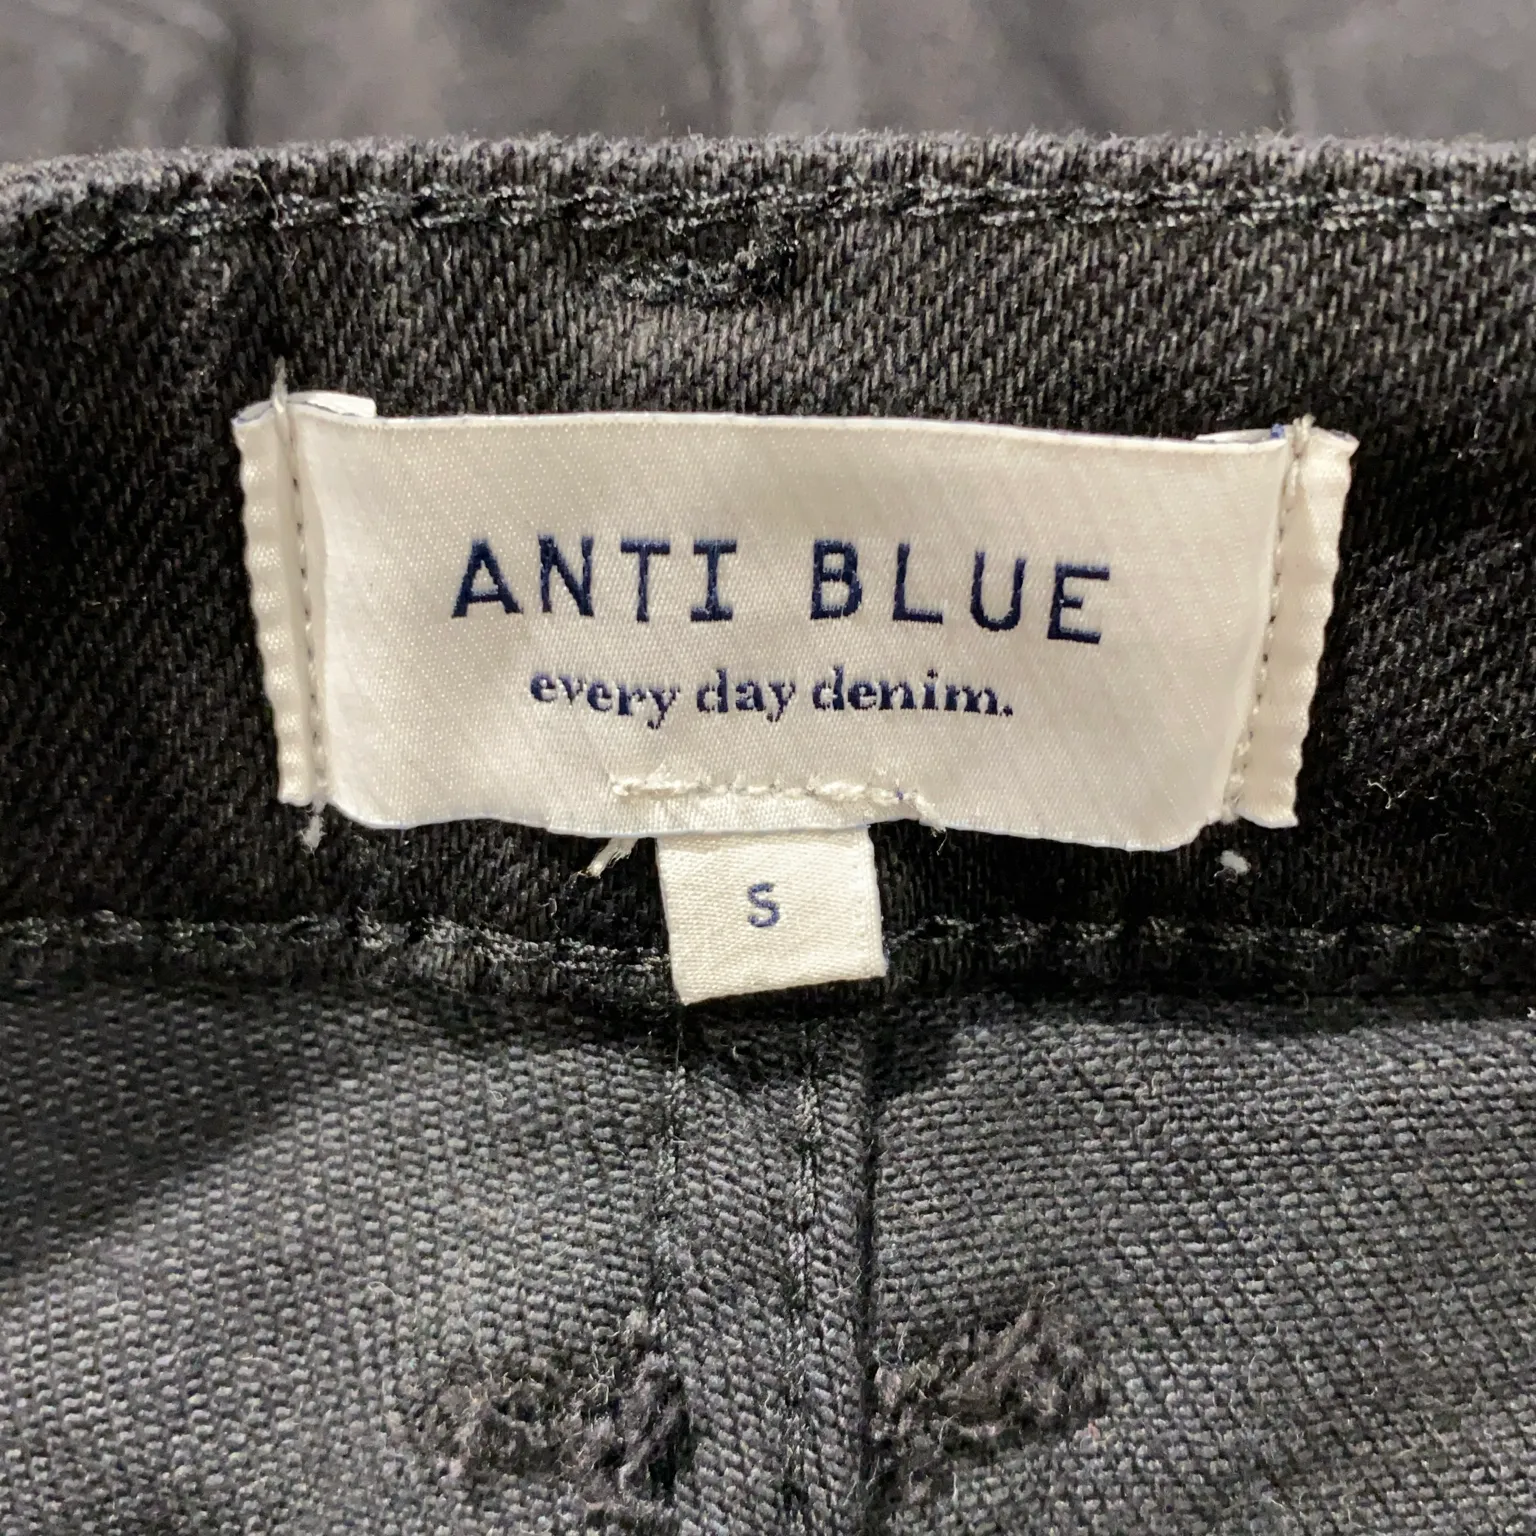 ANTI BLUE
every day denim.
S